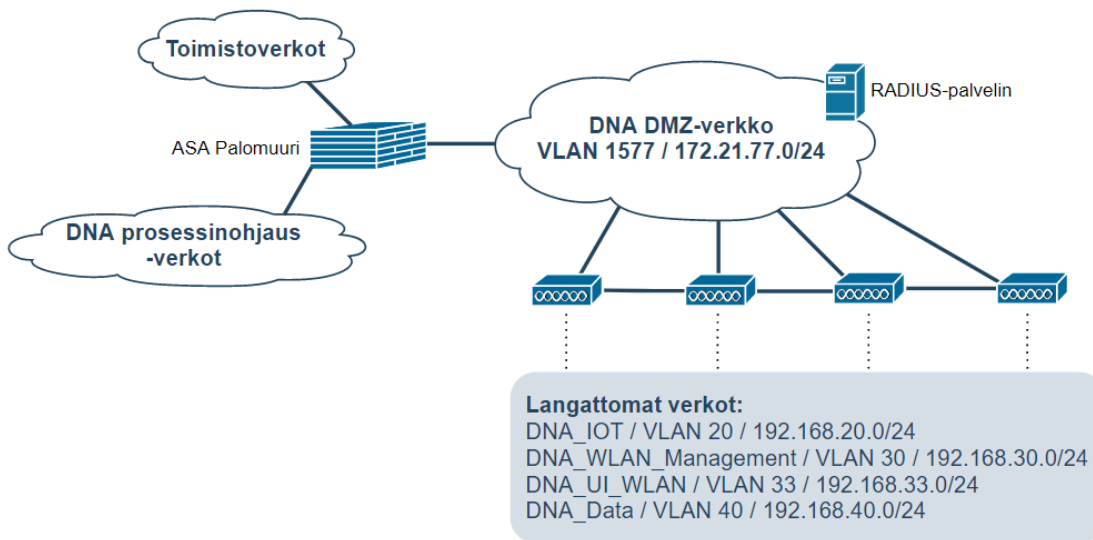 Toimistoverkot
RADIUS-palvelin
DNA DMZ-verkko
VLAN 1577 / 172.21.77.0/24
ASA Palomuuri
DNA prosessinohjaus
-verkot
Langattomat verkot:
DNA_IOT / VLAN 20 / 192.168.20.0/24
DNA_WLAN_Management / VLAN 30 / 192.168.30.0/24
DNA_UI_WLAN / VLAN 33 / 192.168.33.0/24
DNA_Data / VLAN 40 / 192.168.40.0/24